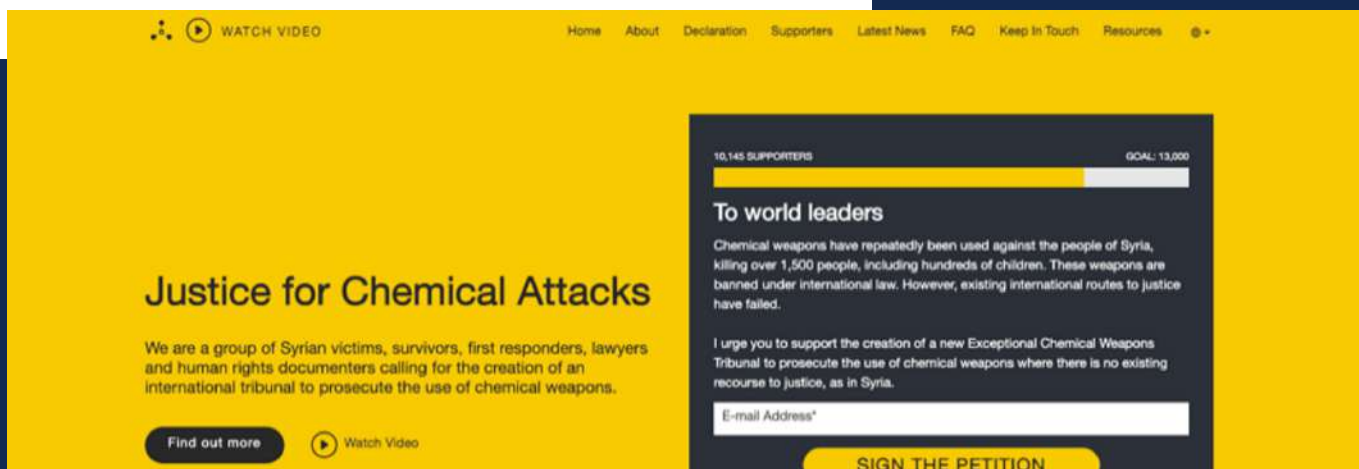 WATCH VIDEO
Home About Declaration Supporters Latest News FAQ Keep In Touch Resources
Justice for Chemical Attacks
We are a group of Syrian victims, survivors, first responders, lawyers
and human rights documenters calling for the creation of an
international tribunal to prosecute the use of chemical weapons.
Find out more
Watch Video
10,145 SUPPORTERS GOAL: 13,000
To world leaders
Chemical weapons have repeatedly been used against the people of Syria,
killing over 1,500 people, including hundreds of children. These weapons are
banned under international law. However, existing international routes to justice
have failed.
I urge you to support the creation of a new Exceptional Chemical Weapons
Tribunal to prosecute the use of chemical weapons where there is no existing
recourse to justice, as in Syria.
E-mail Address*
SIGN THE PETITION